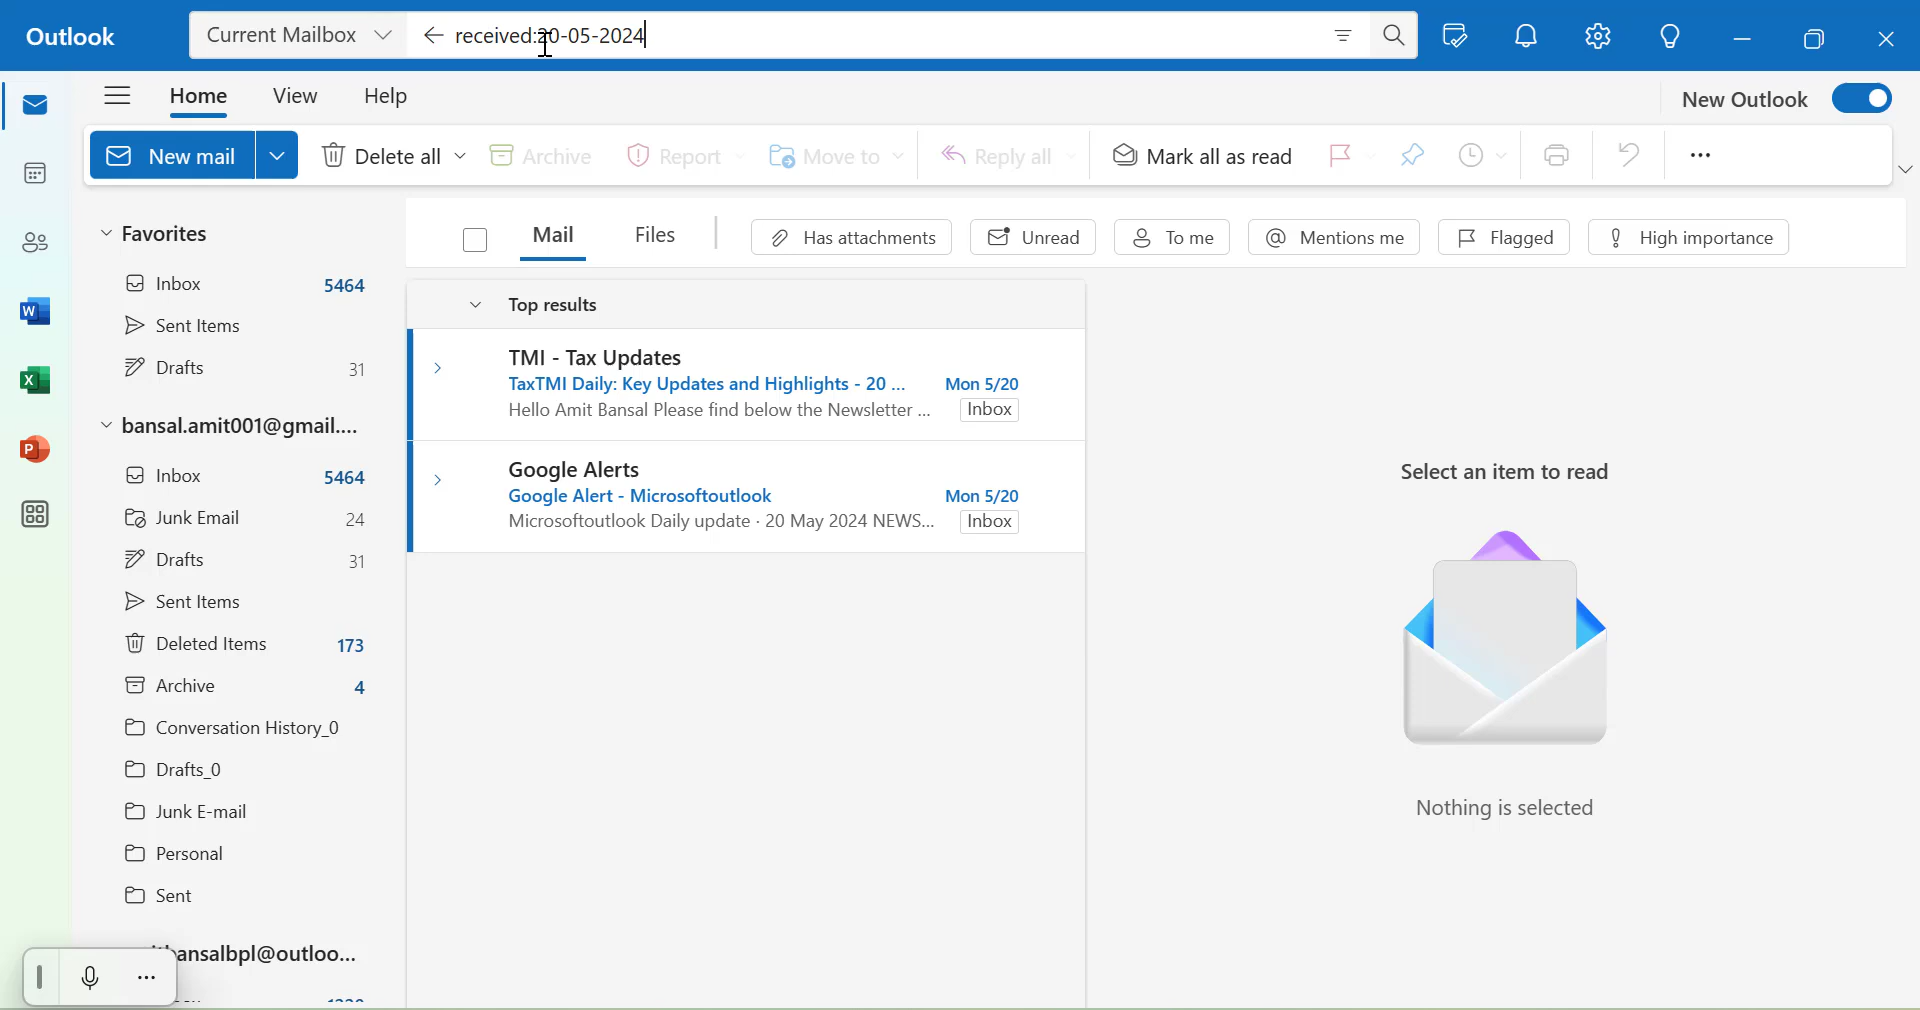 Outlook
Current Mailbox
received:20-05-2024
Home
View
Help
New Outlook
New mail
Delete all
Archive
Report
Move to
Reply all
Mark all as read
Favorites
Inbox 5464
Sent Items
Drafts 31
bansal.amit001@gmail....
Inbox 5464
Junk Email 24
Drafts 31
Sent Items
Deleted Items 173
Archive 4
Conversation History_0
Drafts_0
Junk E-mail
Personal
Sent
ansalbpl@outloo...
Mail
Files
Has attachments
Unread
To me
@ Mentions me
Flagged
High importance
Top results
TMI - Tax Updates
TaxTMI Daily: Key Updates and Highlights - 20 ... Mon 5/20
Hello Amit Bansal Please find below the Newsletter ... Inbox
Google Alerts
Google Alert - Microsoftoutlook Mon 5/20
Microsoftoutlook Daily update · 20 May 2024 NEWS... Inbox
Select an item to read
Nothing is selected